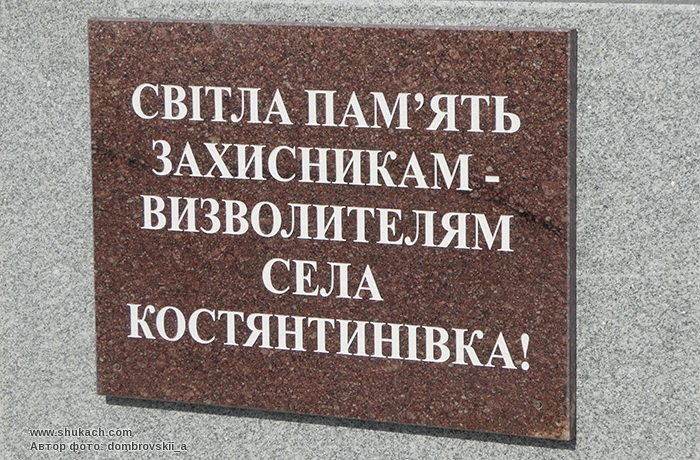 СВІТЛА ПАМ’ЯТЬ
ЗАХИСНИКАМ -
ВИЗВОЛИТЕЛЯМ
СЕЛА
КОСТЯНТИНІВКА!
www.shukach.com
Автор фото: dombrovskii_a